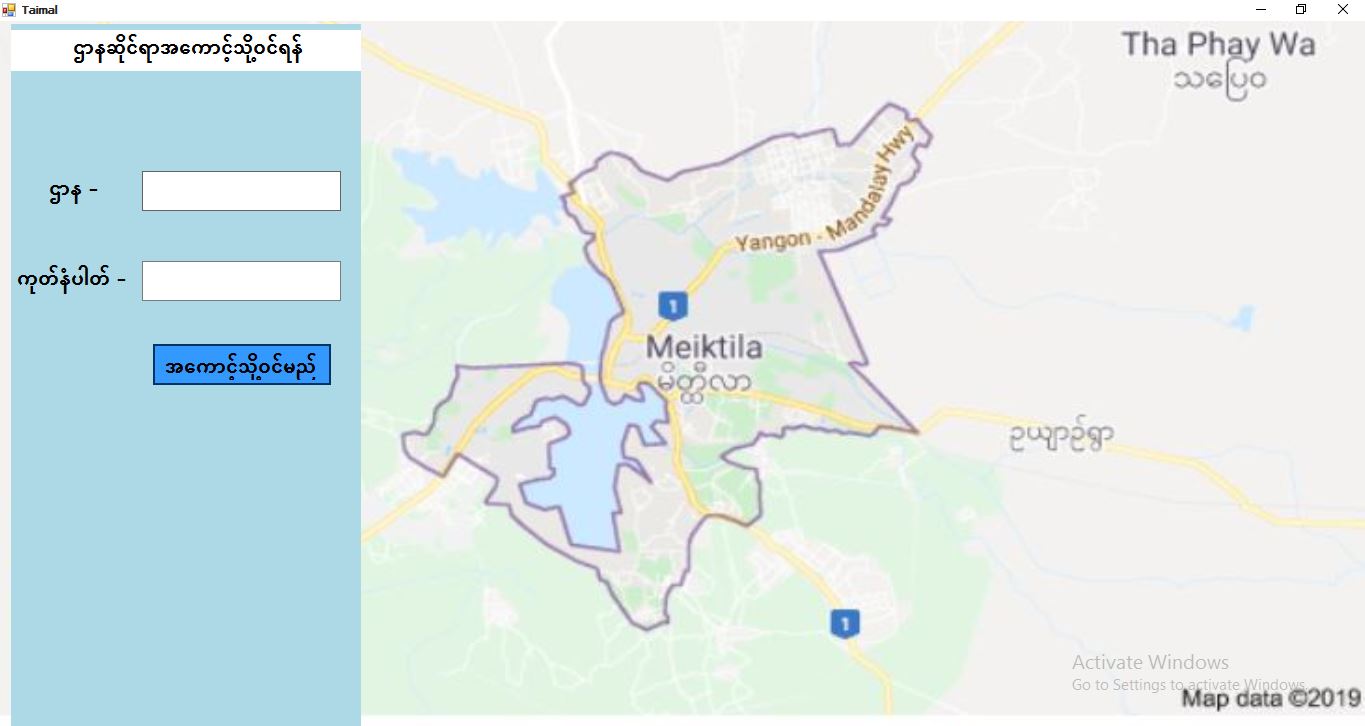 Taimal
ဌာနဆိုင်ရာအကောင့်သို့ဝင်ရန်
ဌာန -
ကုတ်နံပါတ် -
အကောင့်သို့ဝင်မည်
Tha Phay Wa
သပြေဝ
Yangon - Mandalay Hwy
1
Meiktila
မိတ္ထီလာ
ဥယျာဉ်ရွာ
1
Activate Windows
Go to Settings to activate Windows.
Map data ©2019